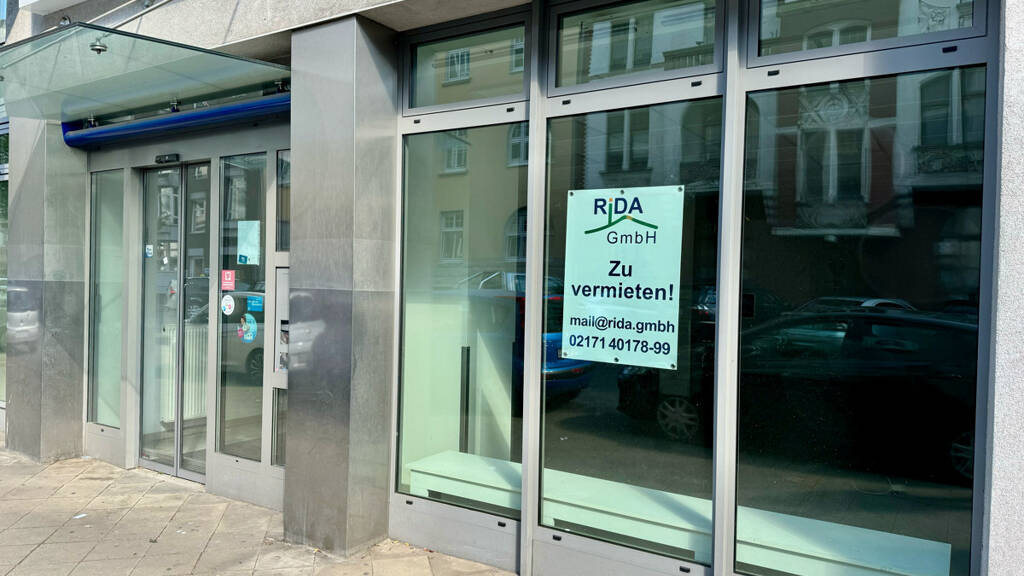 RiDA
GmbH
Zu
vermieten!
mail@rida.gmbh
02171 40178-99